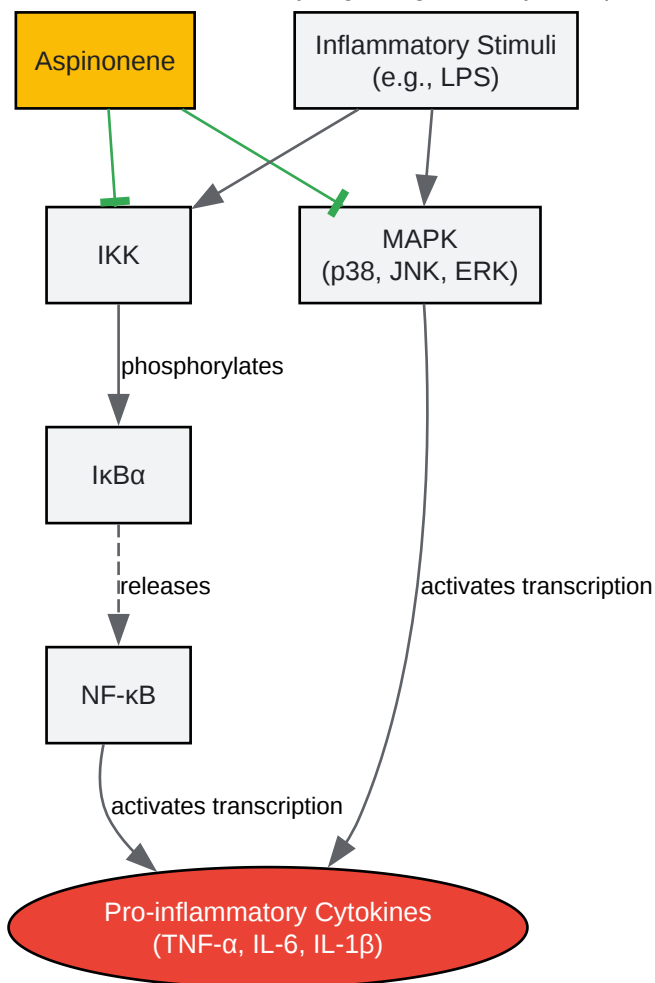 Aspinonene
Inflammatory Stimuli
(e.g., LPS)
IKK
MAPK
(p38, JNK, ERK)
phosphorylates
IκBα
releases
activates transcription
NF-κB
activates transcription
Pro-inflammatory Cytokines
(TNF-α, IL-6, IL-1β)